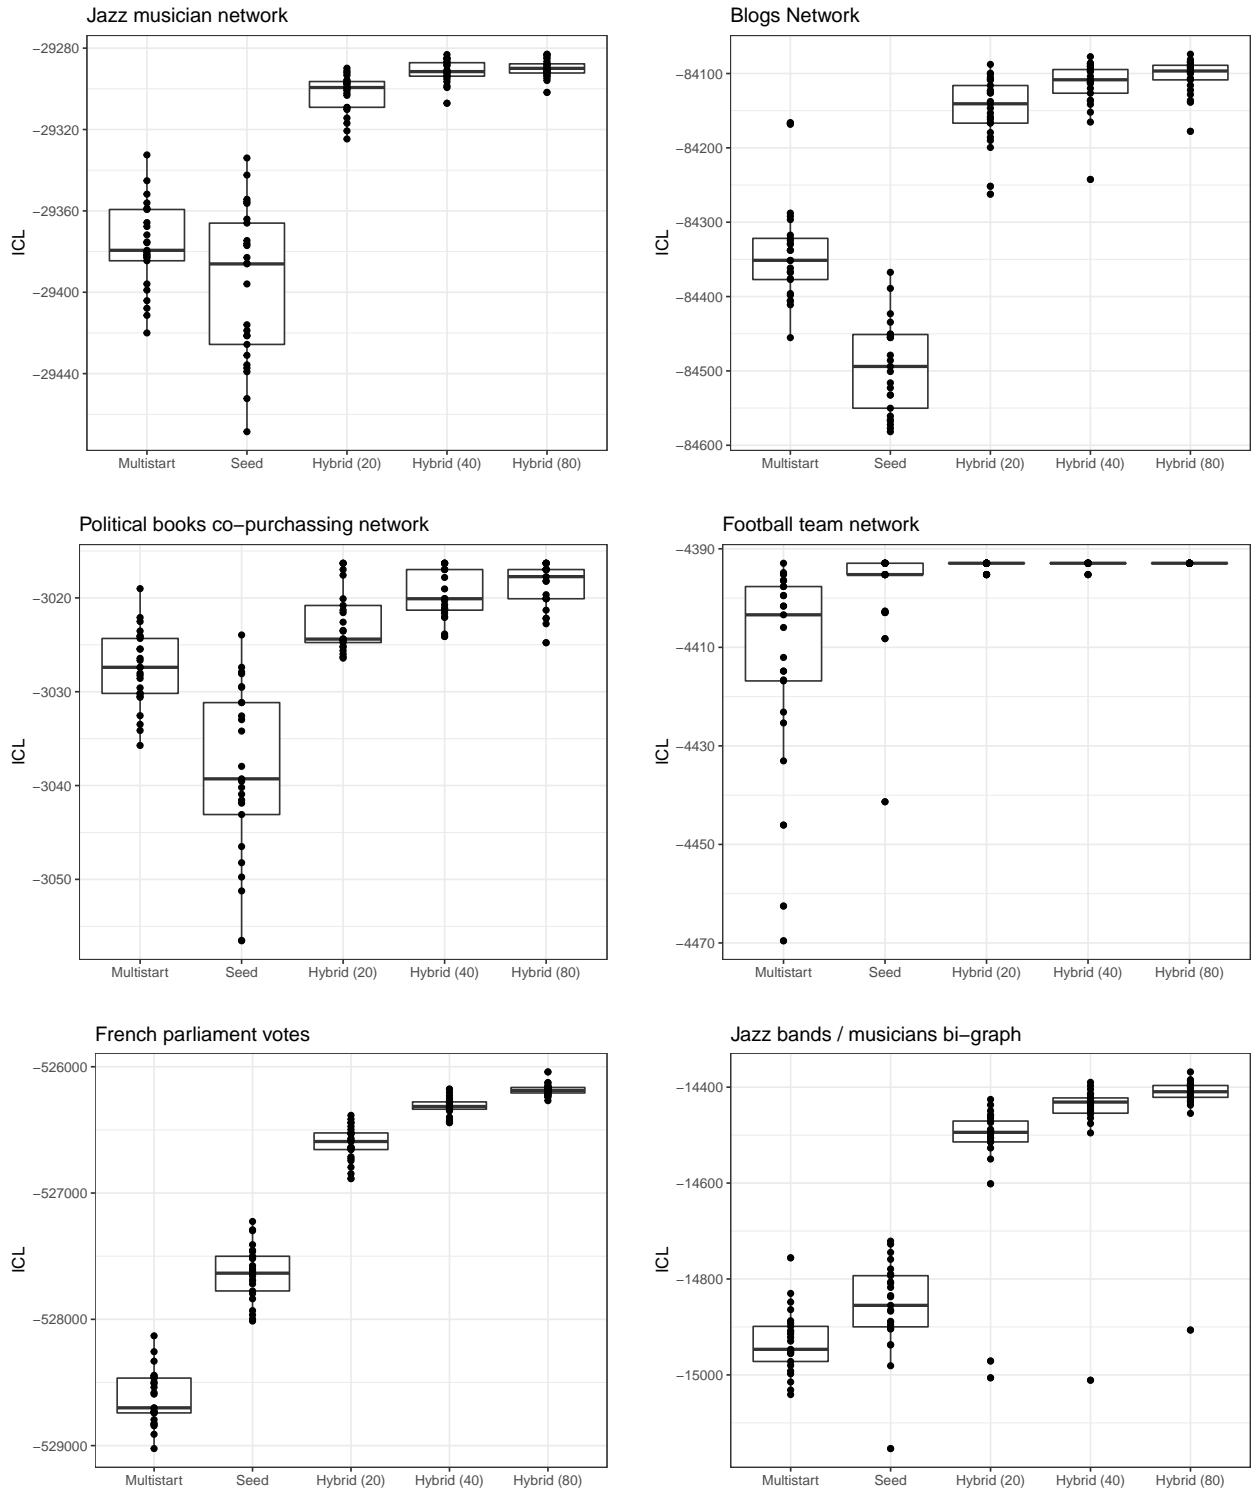 Jazz musician network
ICL
−29280
−29320
−29360
−29400
−29440
Multistart Seed Hybrid (20) Hybrid (40) Hybrid (80)
Blogs Network
ICL
−84100
−84200
−84300
−84400
−84500
−84600
Multistart Seed Hybrid (20) Hybrid (40) Hybrid (80)
Political books co−purchassing network
ICL
−3020
−3030
−3040
−3050
Multistart Seed Hybrid (20) Hybrid (40) Hybrid (80)
Football team network
ICL
−4390
−4410
−4430
−4450
−4470
Multistart Seed Hybrid (20) Hybrid (40) Hybrid (80)
French parliament votes
ICL
−526000
−527000
−528000
−529000
Multistart Seed Hybrid (20) Hybrid (40) Hybrid (80)
Jazz bands / musicians bi−graph
ICL
−14400
−14600
−14800
−15000
Multistart Seed Hybrid (20) Hybrid (40) Hybrid (80)